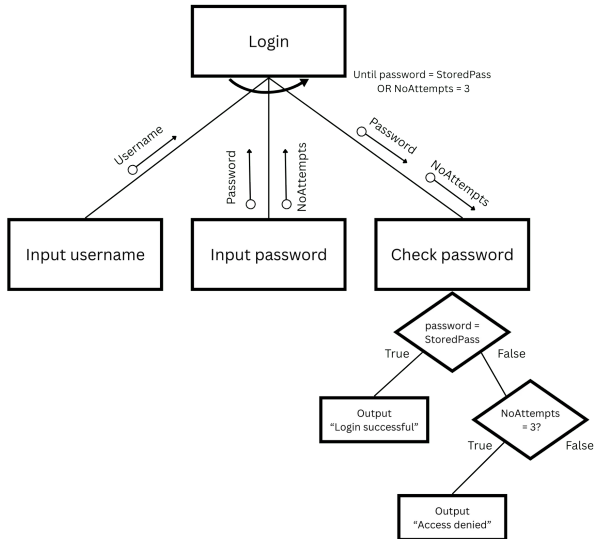 Login
Until password = StoredPass
OR NoAttempts = 3
Username
Password
NoAttempts
Password
NoAttempts
Input username
Input password
Check password
password =
StoredPass
True
False
Output
“Login successful”
NoAttempts
= 3?
True
False
Output
“Access denied”